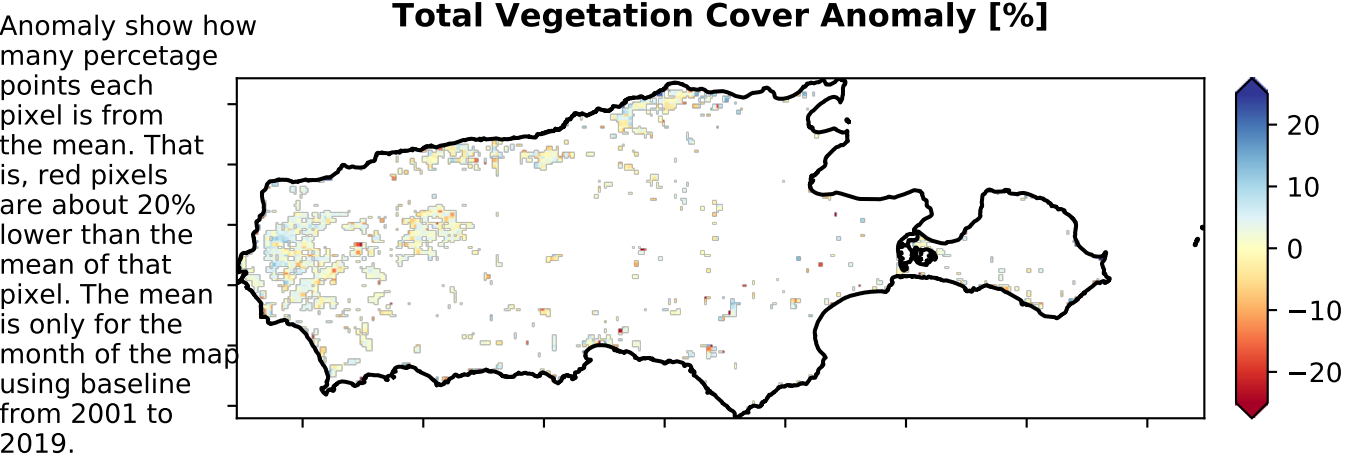 Total Vegetation Cover Anomaly [%]
Anomaly show how
many percetage
points each
pixel is from
the mean. That
is, red pixels
are about 20%
lower than the
mean of that
pixel. The mean
is only for the
month of the map
using baseline
from 2001 to
2019.
20
10
0
−10
−20